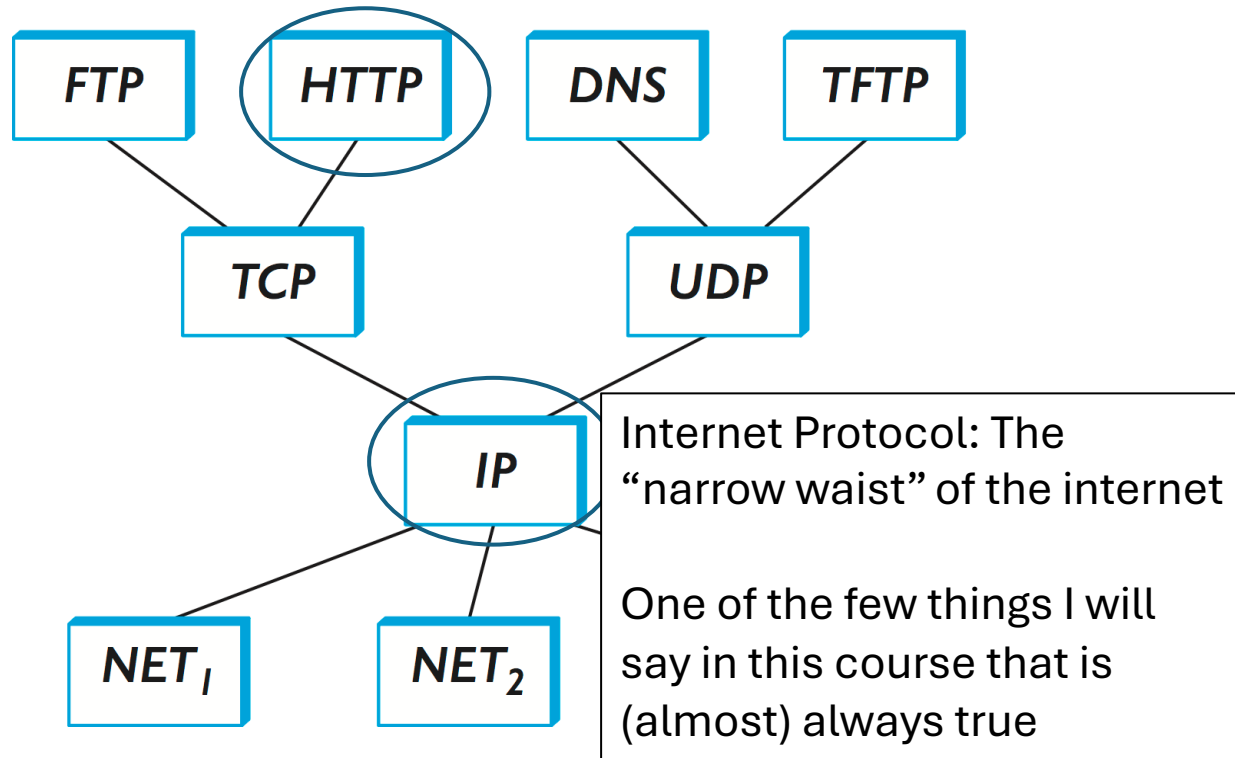 FTP HTTP DNS TFTP
TCP UDP
IP
Internet Protocol: The
“narrow waist” of the internet
One of the few things I will
say in this course that is
(almost) always true
NET1 NET2